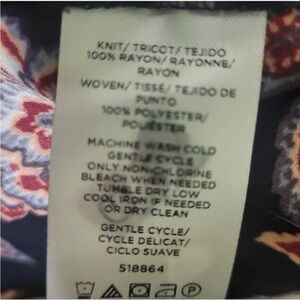 KNIT/ TRICOT/ TEJIDO
100% RAYON/ RAYONNE/
RAYON
WOVEN/ TISSÉ/ TEJIDO DE
PUNTO
100% POLYESTER/
POLIÉSTER
MACHINE WASH COLD
GENTLE CYCLE
ONLY NON-CHLORINE
BLEACH WHEN NEEDED
TUMBLE DRY LOW
COOL IRON IF NEEDED
OR DRY CLEAN
GENTLE CYCLE/
CYCLE DELICAT/
CICLO SUAVE
518864